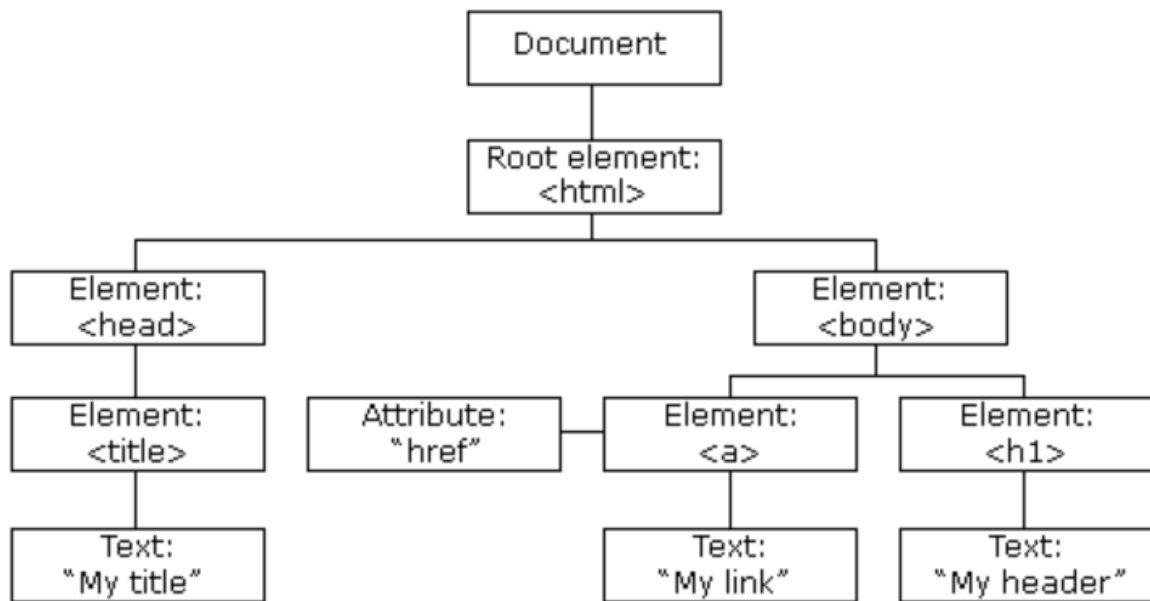 Document
Root element:
<html>
Element:
<head>
Element:
<body>
Element:
<title>
Attribute:
“href”
Element:
<a>
Element:
<h1>
Text:
“My title”
Text:
“My link”
Text:
“My header”